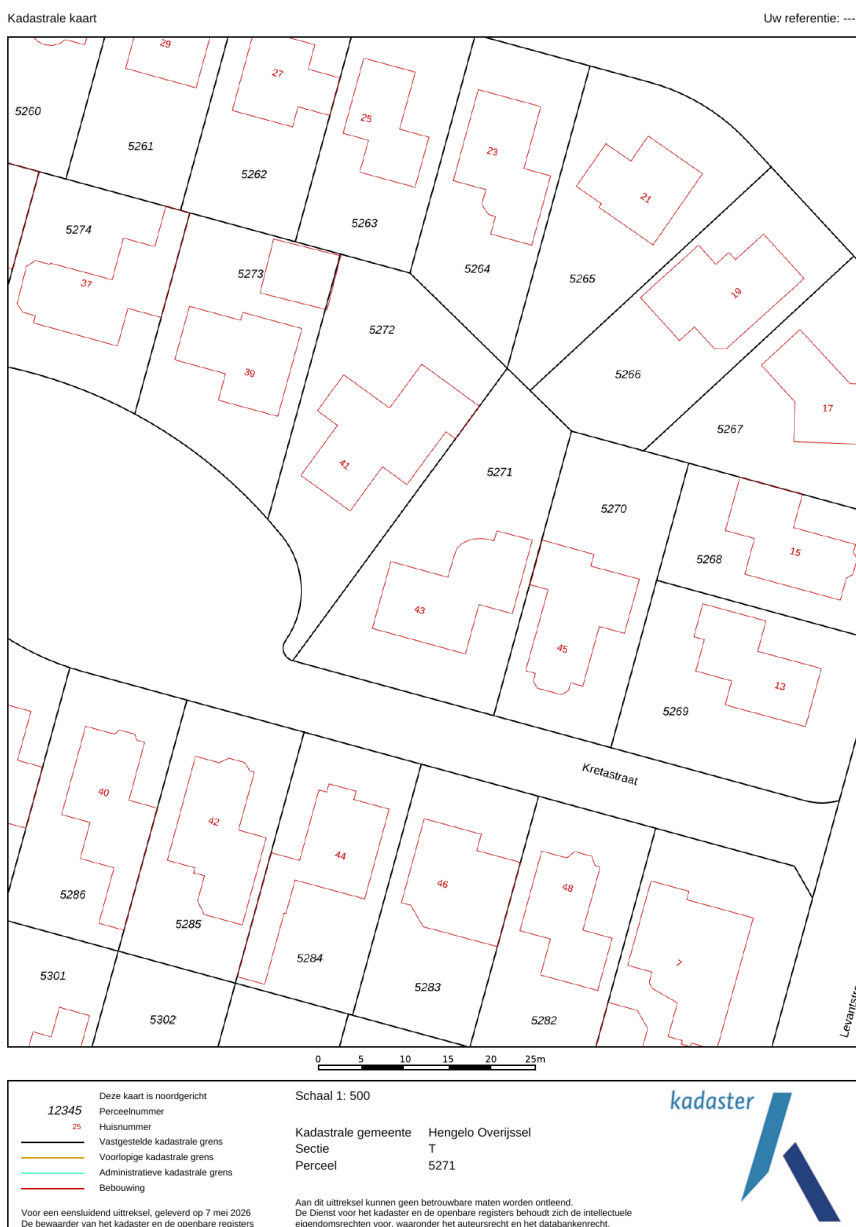 Kadastrale kaart
Uw referentie: ---
29
27
5260
25
5261
23
21
5262
5263
5274
5264
5273
5265
37
19
5272
39
5266
17
5267
41
5271
5270
15
5268
43
45
13
5269
Kretastraat
40
42
44
46
48
5286
5285
5284
7
5283
5301
5302
5282
0 5 10 15 20 25m
Deze kaart is noordgericht
12345 Perceelnummer
25 Huisnummer
Vastgestelde kadastrale grens
Voorlopige kadastrale grens
Administratieve kadastrale grens
Bebouwing
Voor een eensluidend uittreksel, geleverd op 7 mei 2026
De bewaarder van het kadaster en de openbare registers
Schaal 1: 500
Kadastrale gemeente Hengelo Overijssel
Sectie T
Perceel 5271
Aan dit uittreksel kunnen geen betrouwbare maten worden ontleend.
De Dienst voor het kadaster en de openbare registers behoudt zich de intellectuele
eigendomsrechten voor, waaronder het auteursrecht en het databankenrecht.
kadaster